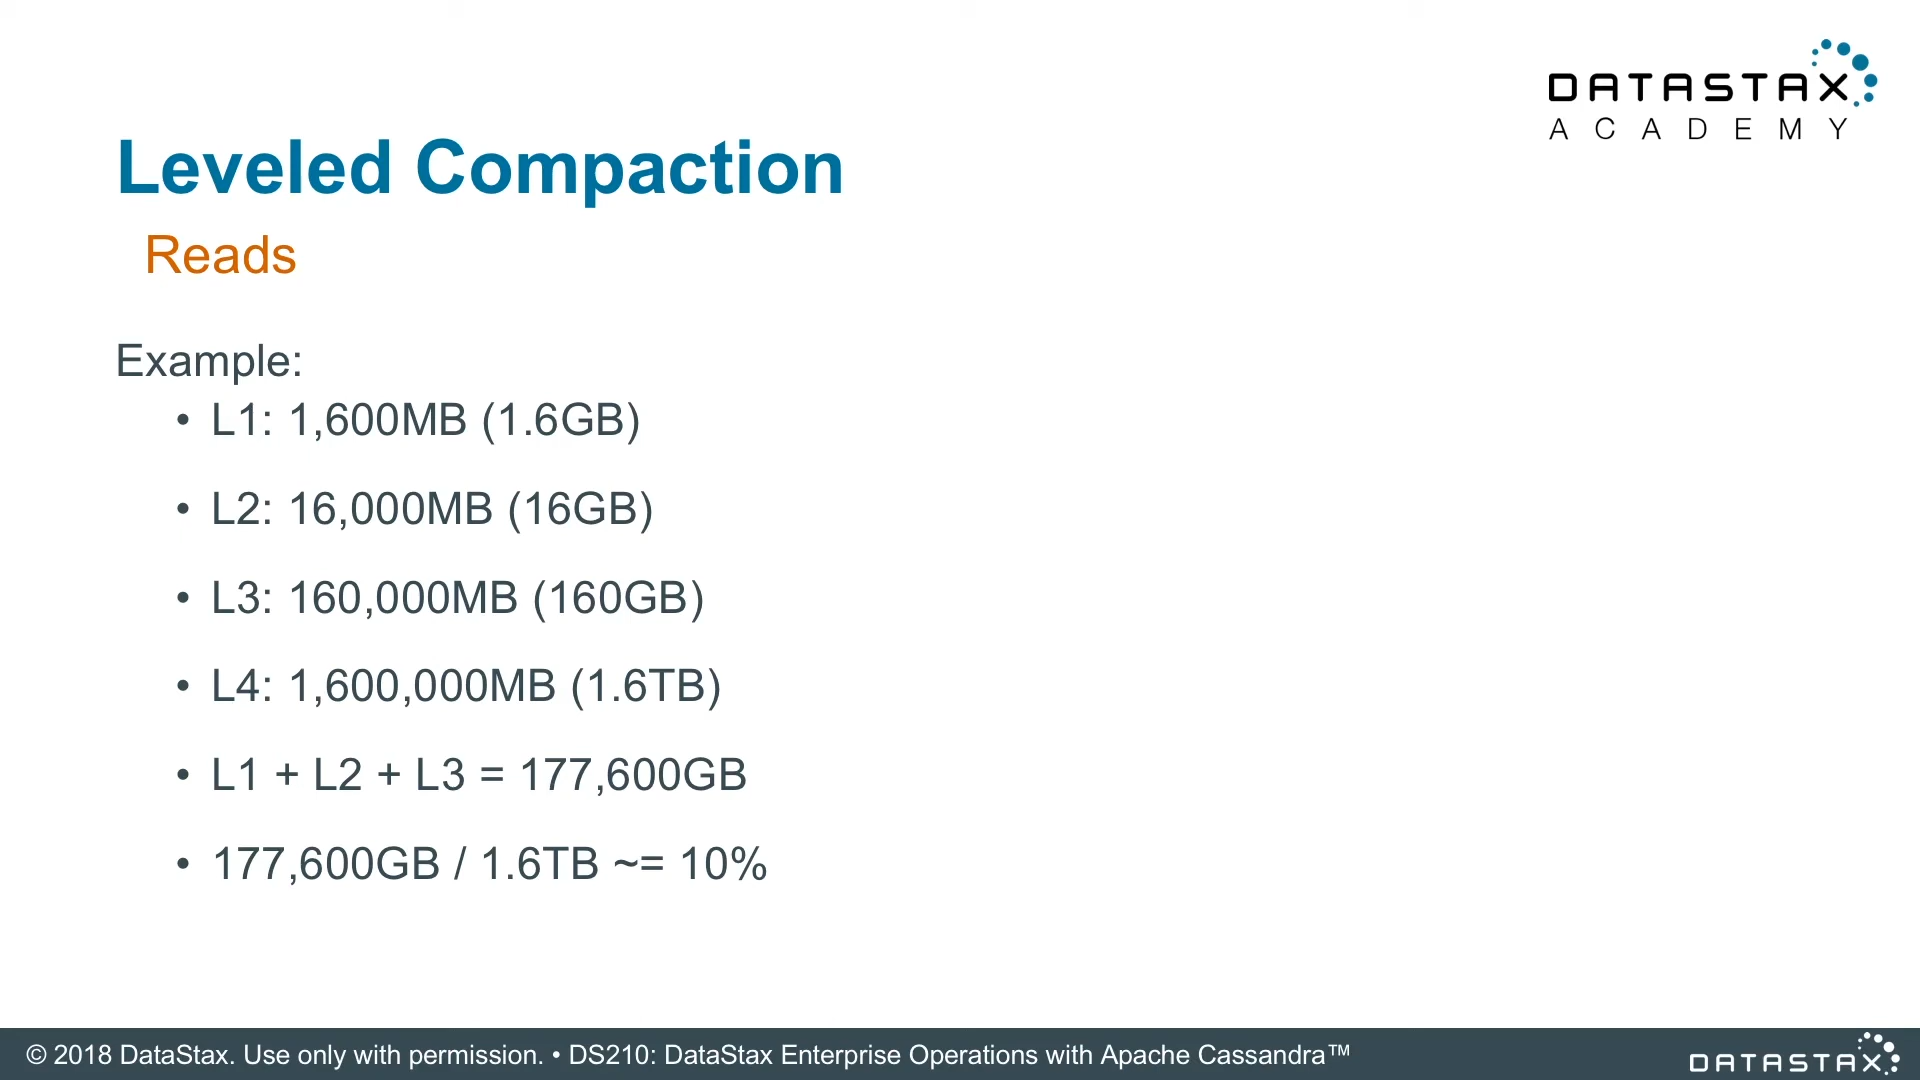 DATASTAX
ACADEMY
Leveled Compaction
Reads
Example:
• L1: 1,600MB (1.6GB)
• L2: 16,000MB (16GB)
• L3: 160,000MB (160GB)
• L4: 1,600,000MB (1.6TB)
• L1 + L2 + L3 = 177,600GB
• 177,600GB / 1.6TB ~= 10%
© 2018 DataStax. Use only with permission. • DS210: DataStax Enterprise Operations with Apache Cassandra™
DATASTAX